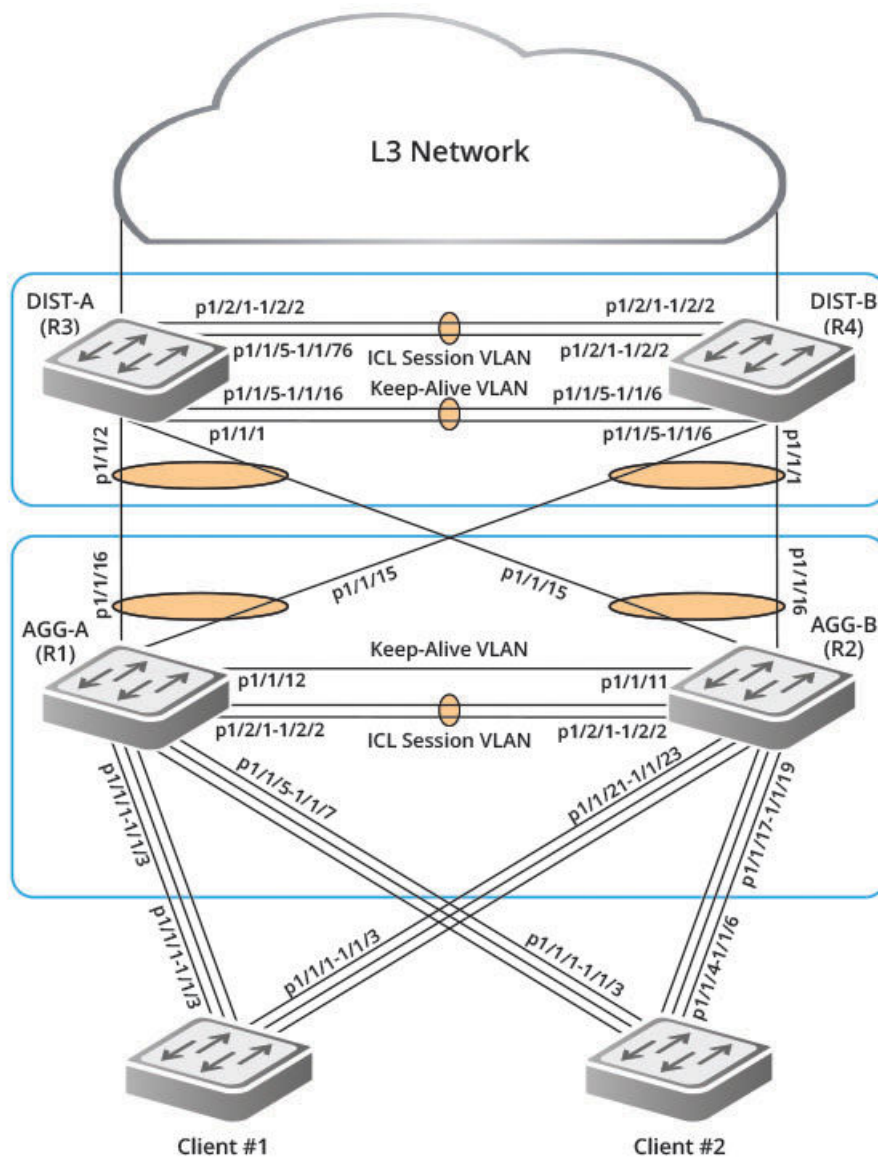 L3 Network
DIST-A
(R3)
p1/2/1-1/2/2
p1/2/1-1/2/2
DIST-B
(R4)
p1/1/5-1/1/76
ICL Session VLAN
p1/2/1-1/2/2
p1/1/5-1/1/16
Keep-Alive VLAN
p1/1/5-1/1/6
p1/1/2
p1/1/1
p1/1/5-1/1/6
p1/1/1
p1/1/16
p1/1/15
p1/1/15
p1/1/16
AGG-A
(R1)
Keep-Alive VLAN
AGG-B
(R2)
p1/1/12
p1/1/11
p1/2/1-1/2/2
ICL Session VLAN
p1/2/1-1/2/2
p1/1/1-1/1/3
p1/1/5-1/1/7
p1/1/21-1/1/23
p1/1/17-1/1/19
p1/1/1-1/1/3
p1/1/1-1/1/3
p1/1/1-1/1/3
p1/1/4-1/1/6
Client #1
Client #2